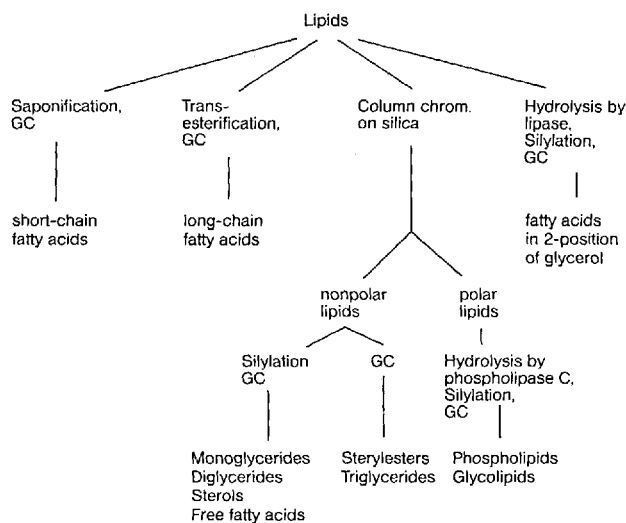 Lipids
Saponification,
GC
Trans-
esterification,
GC
Column chrom.
on silica
Hydrolysis by
lipase,
Silylation,
GC
short-chain
fatty acids
long-chain
fatty acids
fatty acids
in 2-position
of glycerol
nonpolar
lipids
polar
lipids
Silylation
GC
GC
Hydrolysis by
phospholipase C,
Silylation,
GC
Monoglycerides
Diglycerides
Sterols
Free fatty acids
Sterylesters
Triglycerides
Phospholipids
Glycolipids